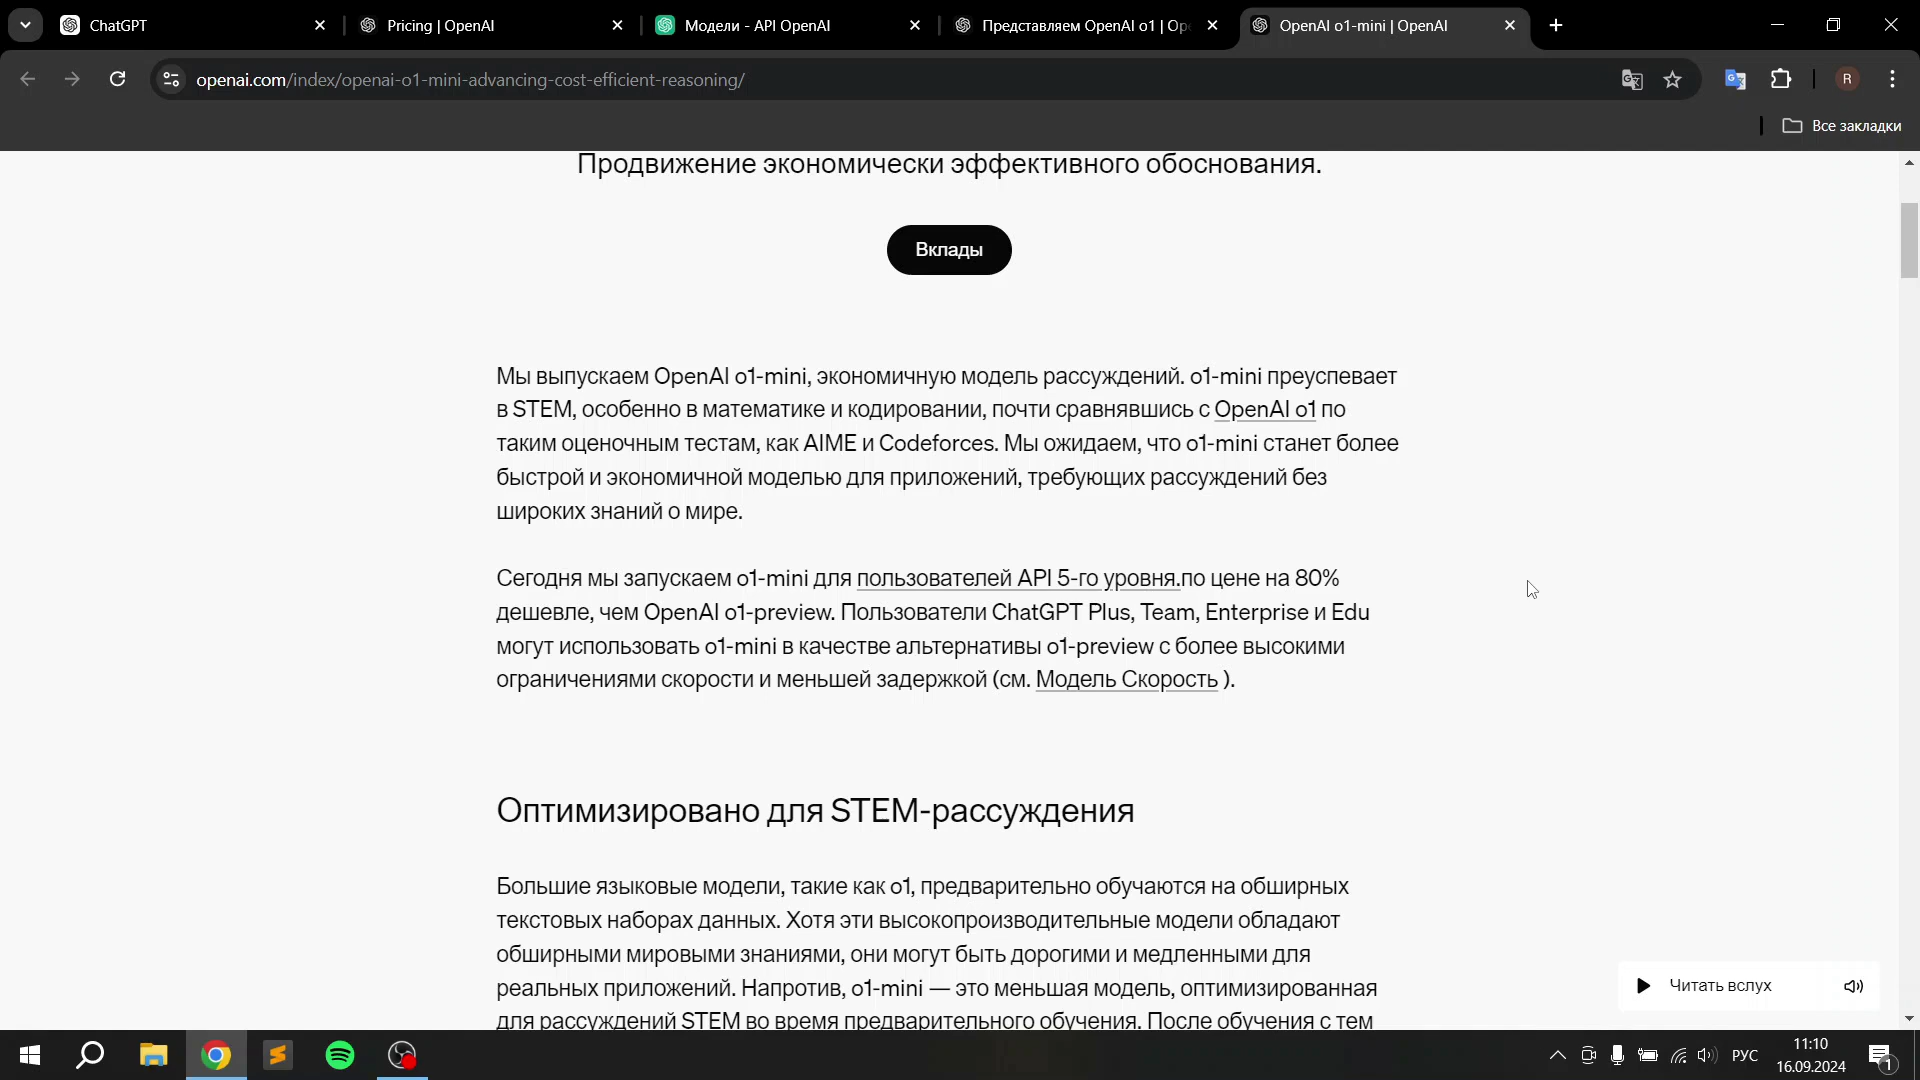 ChatGPT
Pricing | OpenAI
Модели - API OpenAI
Представляем OpenAI o1 | Op
OpenAI o1-mini | OpenAI
openai.com/index/openai-o1-mini-advancing-cost-efficient-reasoning/
R
Все закладки
Продвижение экономически эффективного обоснования.
Вклады
Мы выпускаем OpenAI o1-mini, экономичную модель рассуждений. o1-mini преуспевает
в STEM, особенно в математике и кодировании, почти сравнявшись с OpenAI o1 по
таким оценочным тестам, как AIME и Codeforces. Мы ожидаем, что o1-mini станет более
быстрой и экономичной моделью для приложений, требующих рассуждений без
широких знаний о мире.
Сегодня мы запускаем o1-mini для пользователей API 5-го уровня.по цене на 80%
дешевле, чем OpenAI o1-preview. Пользователи ChatGPT Plus, Team, Enterprise и Edu
могут использовать o1-mini в качестве альтернативы o1-preview с более высокими
ограничениями скорости и меньшей задержкой (см. Модель Скорость ).
Оптимизировано для STEM-рассуждения
Большие языковые модели, такие как o1, предварительно обучаются на обширных
текстовых наборах данных. Хотя эти высокопроизводительные модели обладают
обширными мировыми знаниями, они могут быть дорогими и медленными для
реальных приложений. Напротив, o1-mini — это меньшая модель, оптимизированная
для рассуждений STEM во время предварительного обучения. После обучения с тем
Читать вслух
РУС
11:10
16.09.2024
1